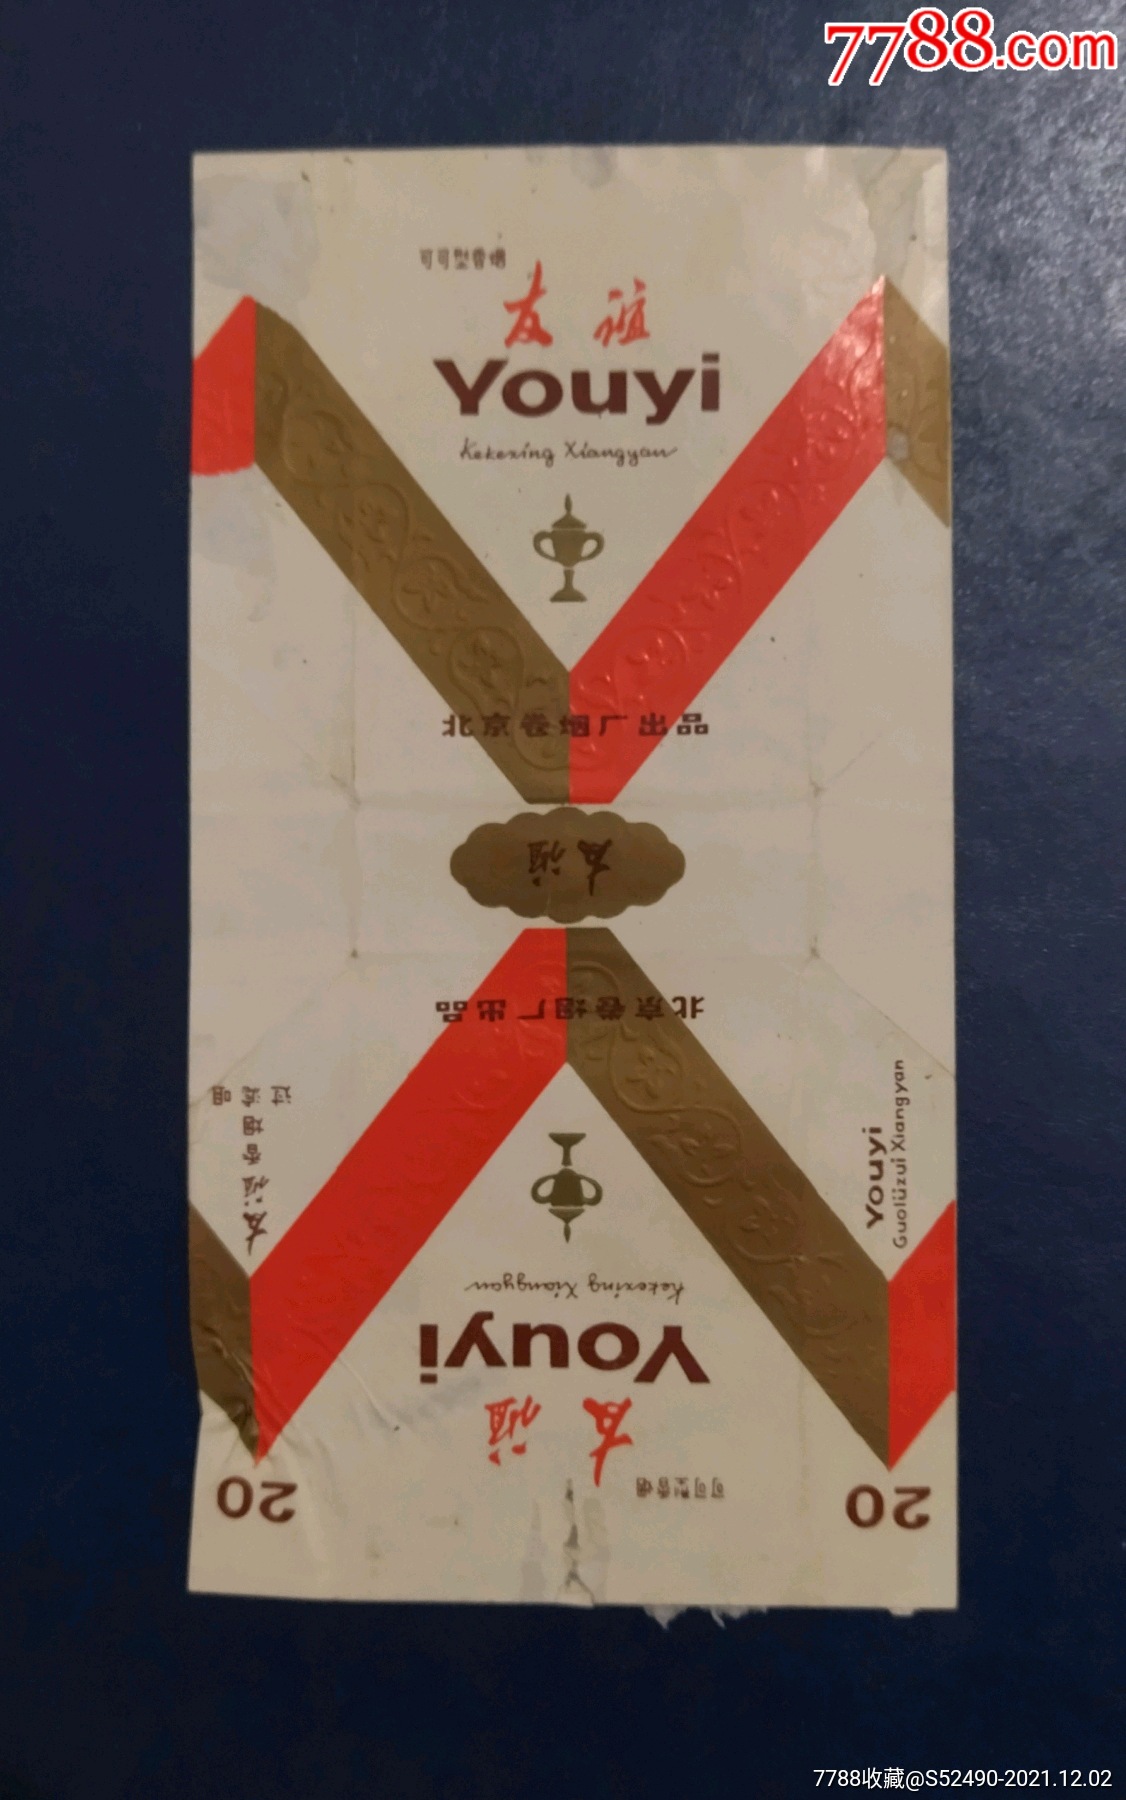 7788.com
可可型香烟
友谊
Youyi
Kekexing Xiangyan
北京卷烟厂出品
友谊
北京卷烟厂出品
过滤嘴
友谊香烟
Youyi
Guolüzui Xiangyan
Kekexing Xiangyan
Youyi
友谊
可可型香烟
20
20
7788收藏@S52490-2021.12.02